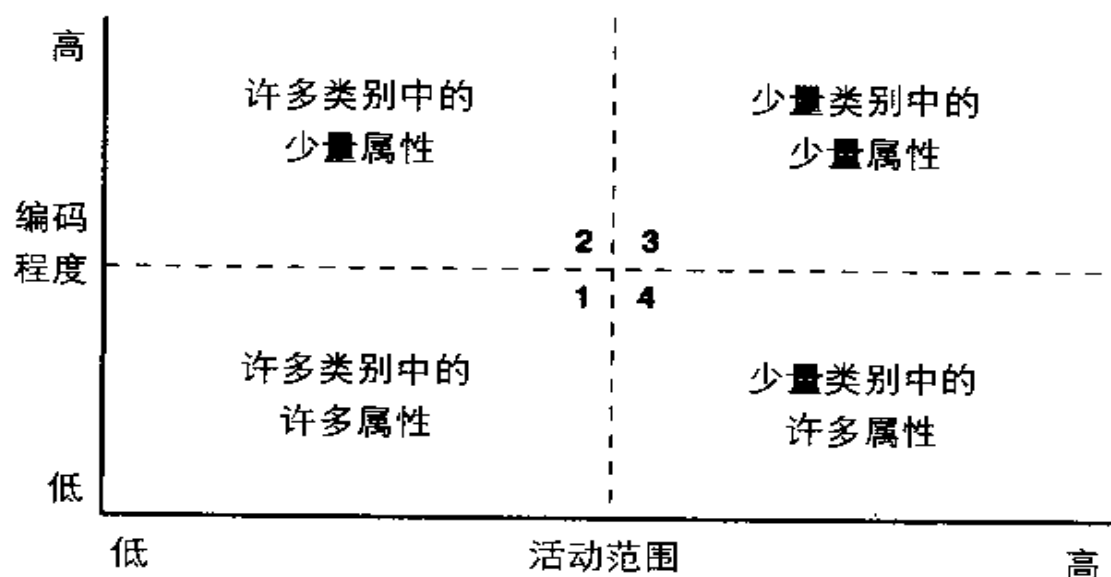 高
许多类别中的
少量属性
少量类别中的
少量属性
编码
程度
2
3
1
4
许多类别中的
许多属性
少量类别中的
许多属性
低
低
活动范围
高